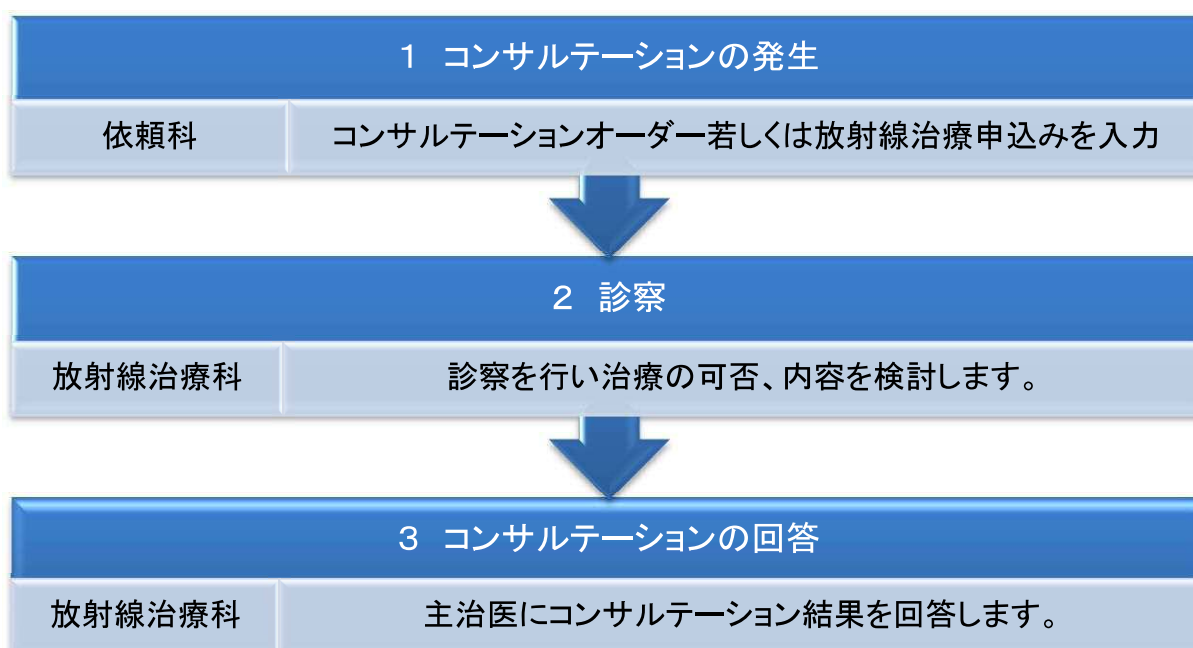 １ コンサルテーションの発生
依頼科 コンサルテーションオーダー若しくは放射線治療申込みを入力
２ 診察
放射線治療科 診察を行い治療の可否、内容を検討します。
３ コンサルテーションの回答
放射線治療科 主治医にコンサルテーション結果を回答します。